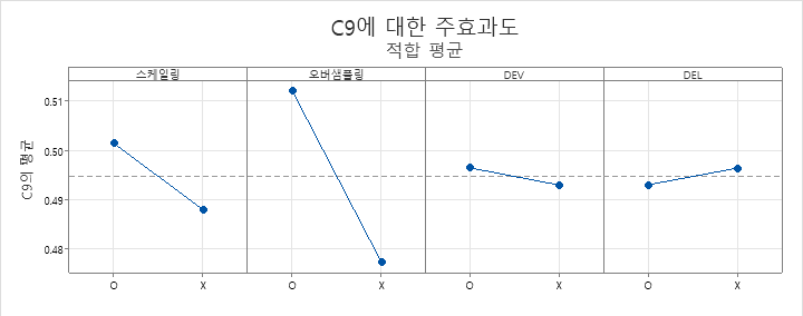 C9에 대한 주효과도
적합 평균
스케일링 오버샘플링 DEV DEL
0.51
0.50
0.49
0.48
C9의 평균
O X O X O X O X